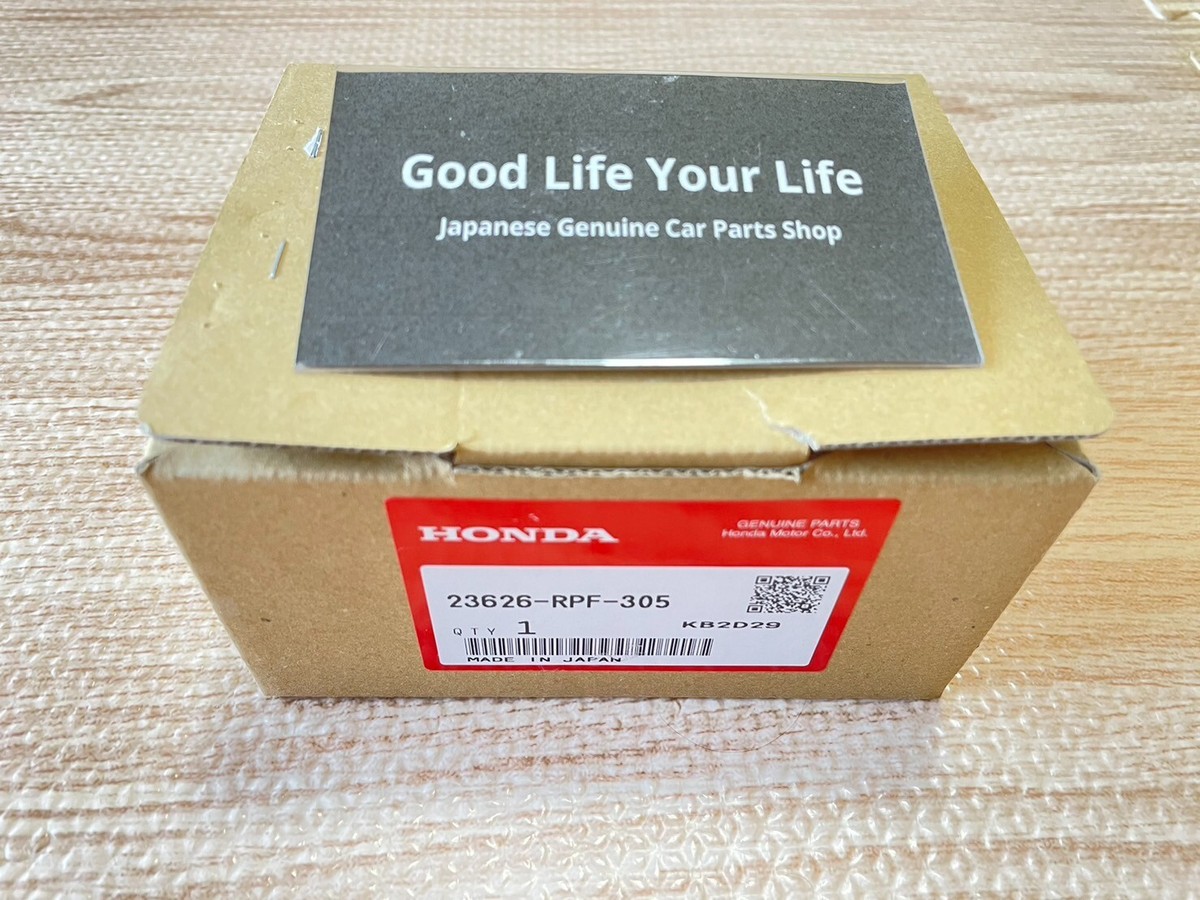 Good Life Your Life
Japanese Genuine Car Parts Shop
HONDA
GENUINE PARTS
Honda Motor Co., Ltd.
23626-RPF-305
KB2D29
QTY 1
MADE IN JAPAN